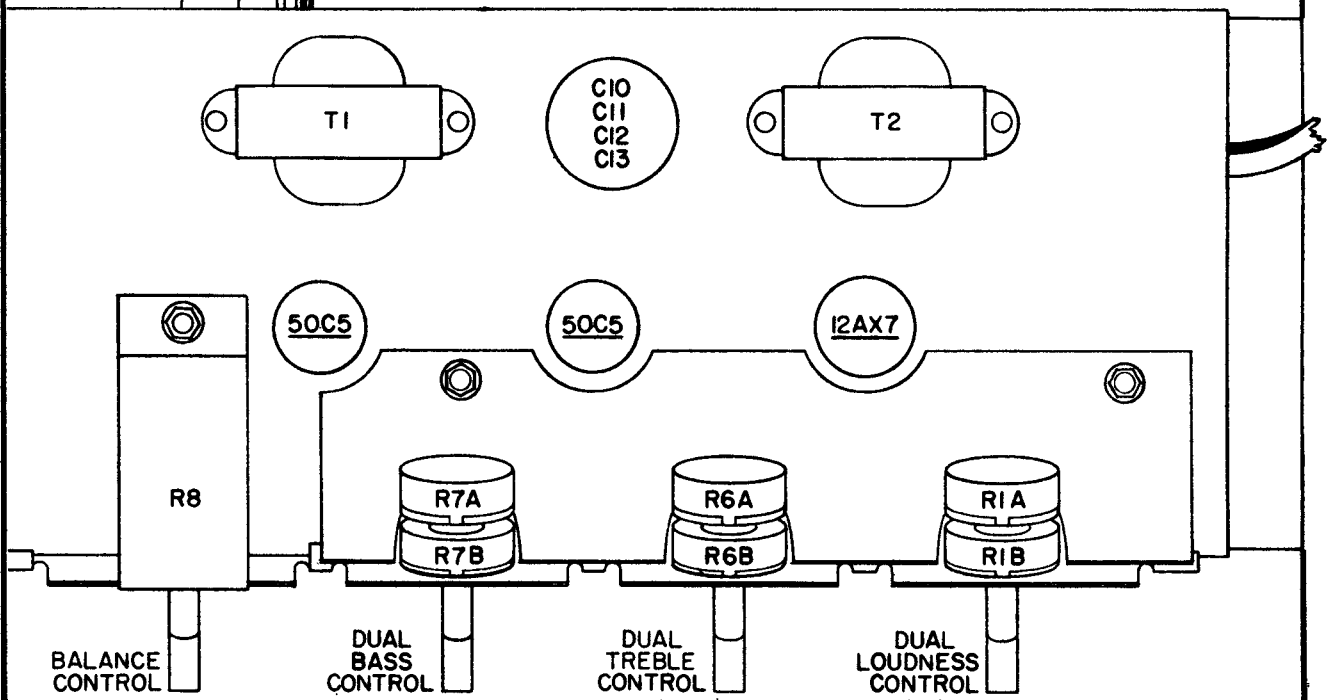 T1
C10
C11
C12
C13
T2
50C5
50C5
12AX7
R8
R7A
R7B
R6A
R6B
R1A
R1B
BALANCE
CONTROL
DUAL
BASS
CONTROL
DUAL
TREBLE
CONTROL
DUAL
LOUDNESS
CONTROL